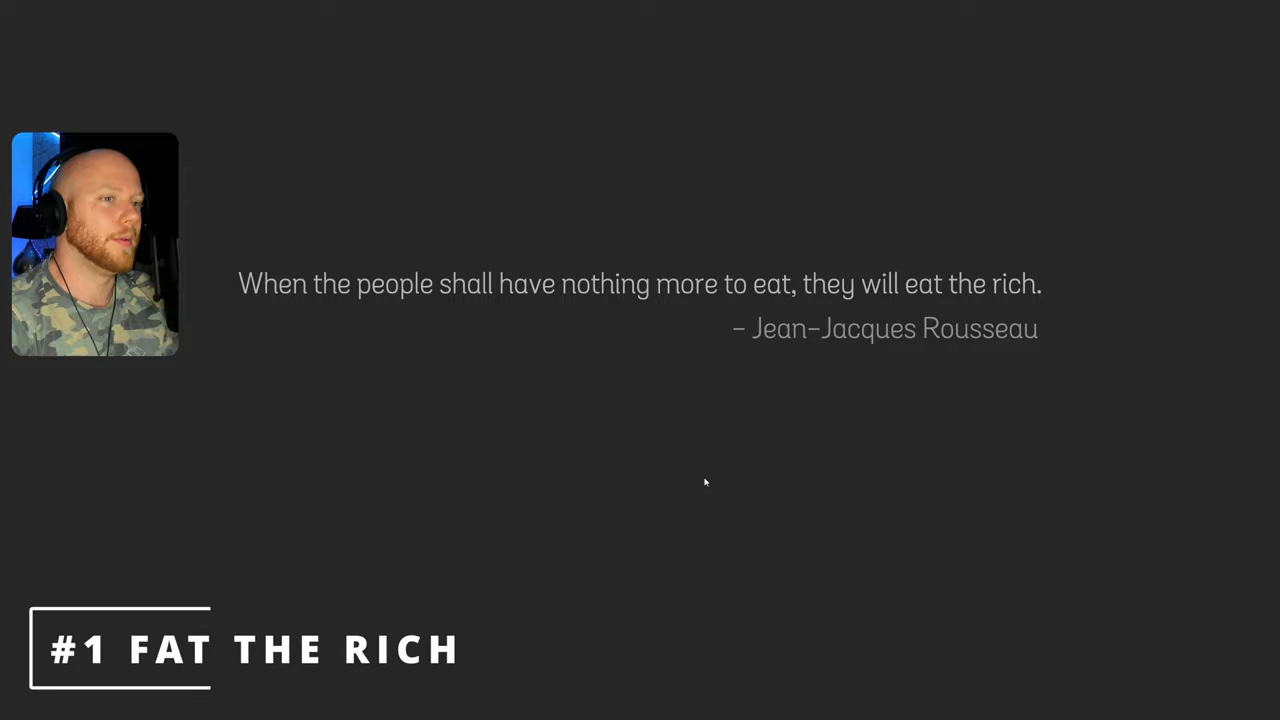 When the people shall have nothing more to eat, they will eat the rich.
- Jean-Jacques Rousseau
#1 FAT THE RICH